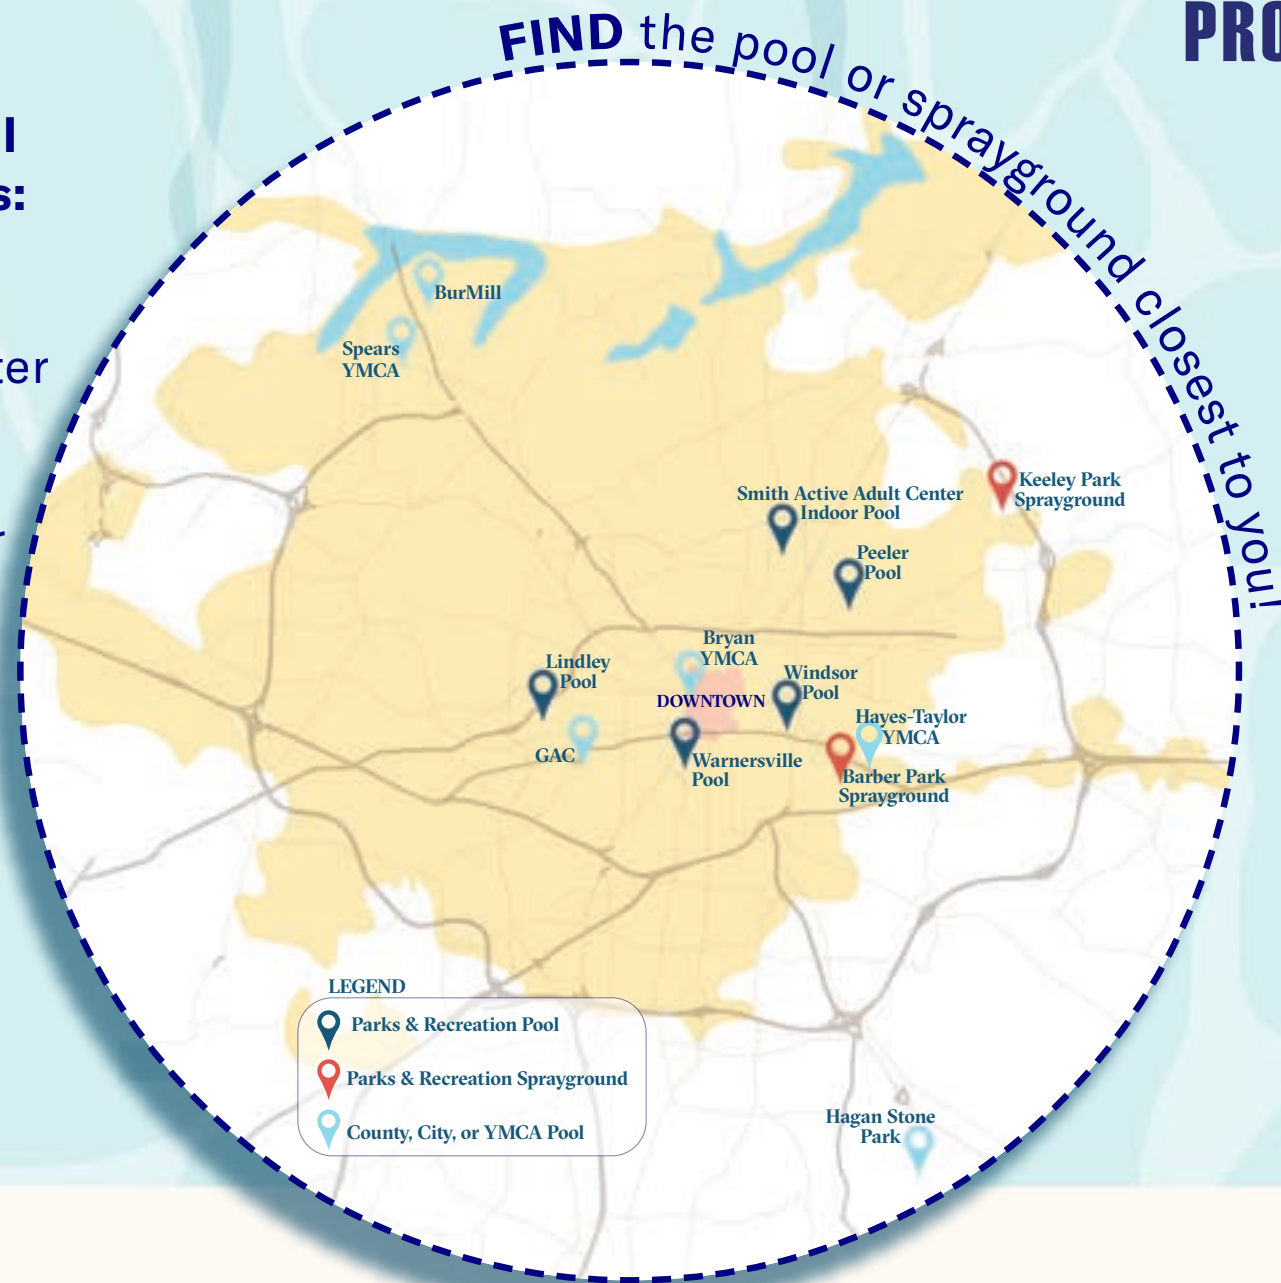 FIND the pool or sprayground closest to you!
PRO
l
s:
ter
r
BurMill
Spears
YMCA
Keeley Park
Sprayground
Smith Active Adult Center
Indoor Pool
Peeler
Pool
Bryan
YMCA
Lindley
Pool
Windsor
Pool
DOWNTOWN
Hayes-Taylor
YMCA
GAC
Warnersville
Pool
Barber Park
Sprayground
LEGEND
Parks & Recreation Pool
Parks & Recreation Sprayground
County, City, or YMCA Pool
Hagan Stone
Park